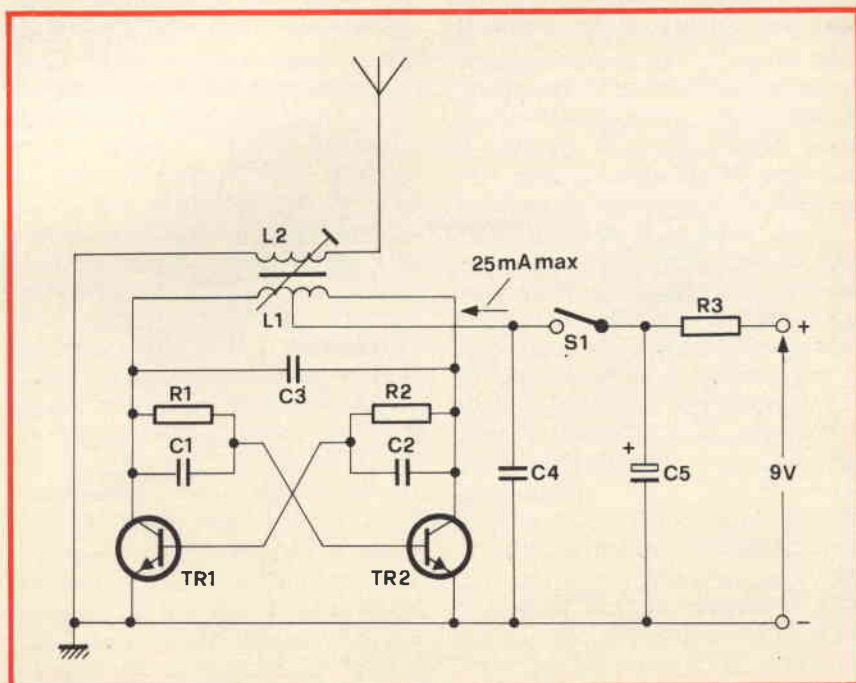 L2
25mA max
L1
S1
R3
+
C3
R1
R2
C1
C2
+
C4
C5
9V
TR1
TR2
−